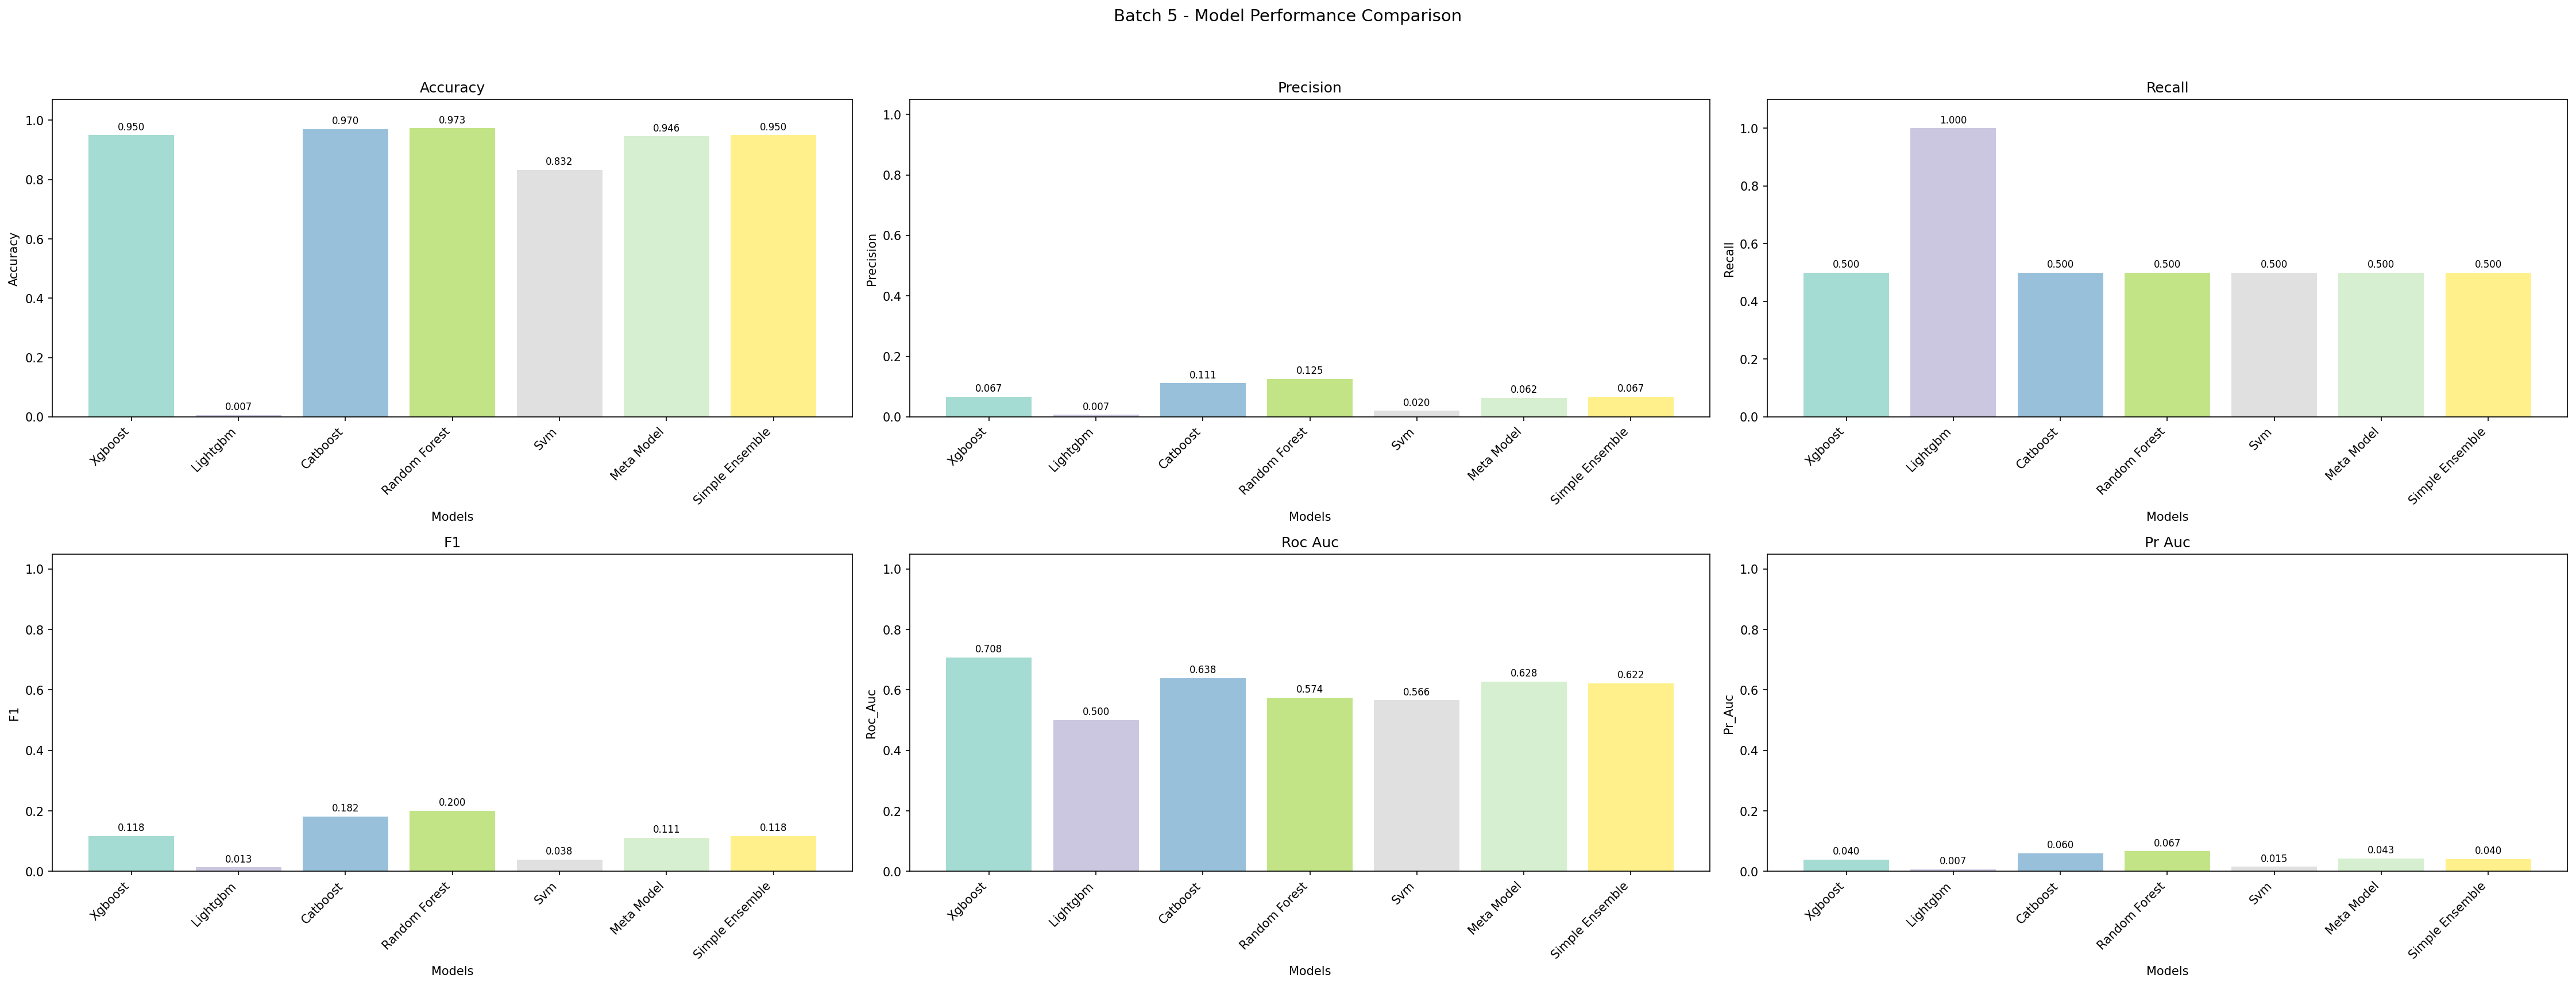 Batch 5 - Model Performance Comparison
Accuracy
Accuracy
1.0
0.8
0.6
0.4
0.2
0.0
0.950
0.007
0.970
0.973
0.832
0.946
0.950
Xgboost
Lightgbm
Catboost
Random Forest
Svm
Meta Model
Simple Ensemble
Models
Precision
Precision
1.0
0.8
0.6
0.4
0.2
0.0
0.067
0.007
0.111
0.125
0.020
0.062
0.067
Xgboost
Lightgbm
Catboost
Random Forest
Svm
Meta Model
Simple Ensemble
Models
Recall
Recall
1.0
0.8
0.6
0.4
0.2
0.0
0.500
1.000
0.500
0.500
0.500
0.500
0.500
Xgboost
Lightgbm
Catboost
Random Forest
Svm
Meta Model
Simple Ensemble
Models
F1
F1
1.0
0.8
0.6
0.4
0.2
0.0
0.118
0.013
0.182
0.200
0.038
0.111
0.118
Xgboost
Lightgbm
Catboost
Random Forest
Svm
Meta Model
Simple Ensemble
Models
Roc Auc
Roc_Auc
1.0
0.8
0.6
0.4
0.2
0.0
0.708
0.500
0.638
0.574
0.566
0.628
0.622
Xgboost
Lightgbm
Catboost
Random Forest
Svm
Meta Model
Simple Ensemble
Models
Pr Auc
Pr_Auc
1.0
0.8
0.6
0.4
0.2
0.0
0.040
0.007
0.060
0.067
0.015
0.043
0.040
Xgboost
Lightgbm
Catboost
Random Forest
Svm
Meta Model
Simple Ensemble
Models